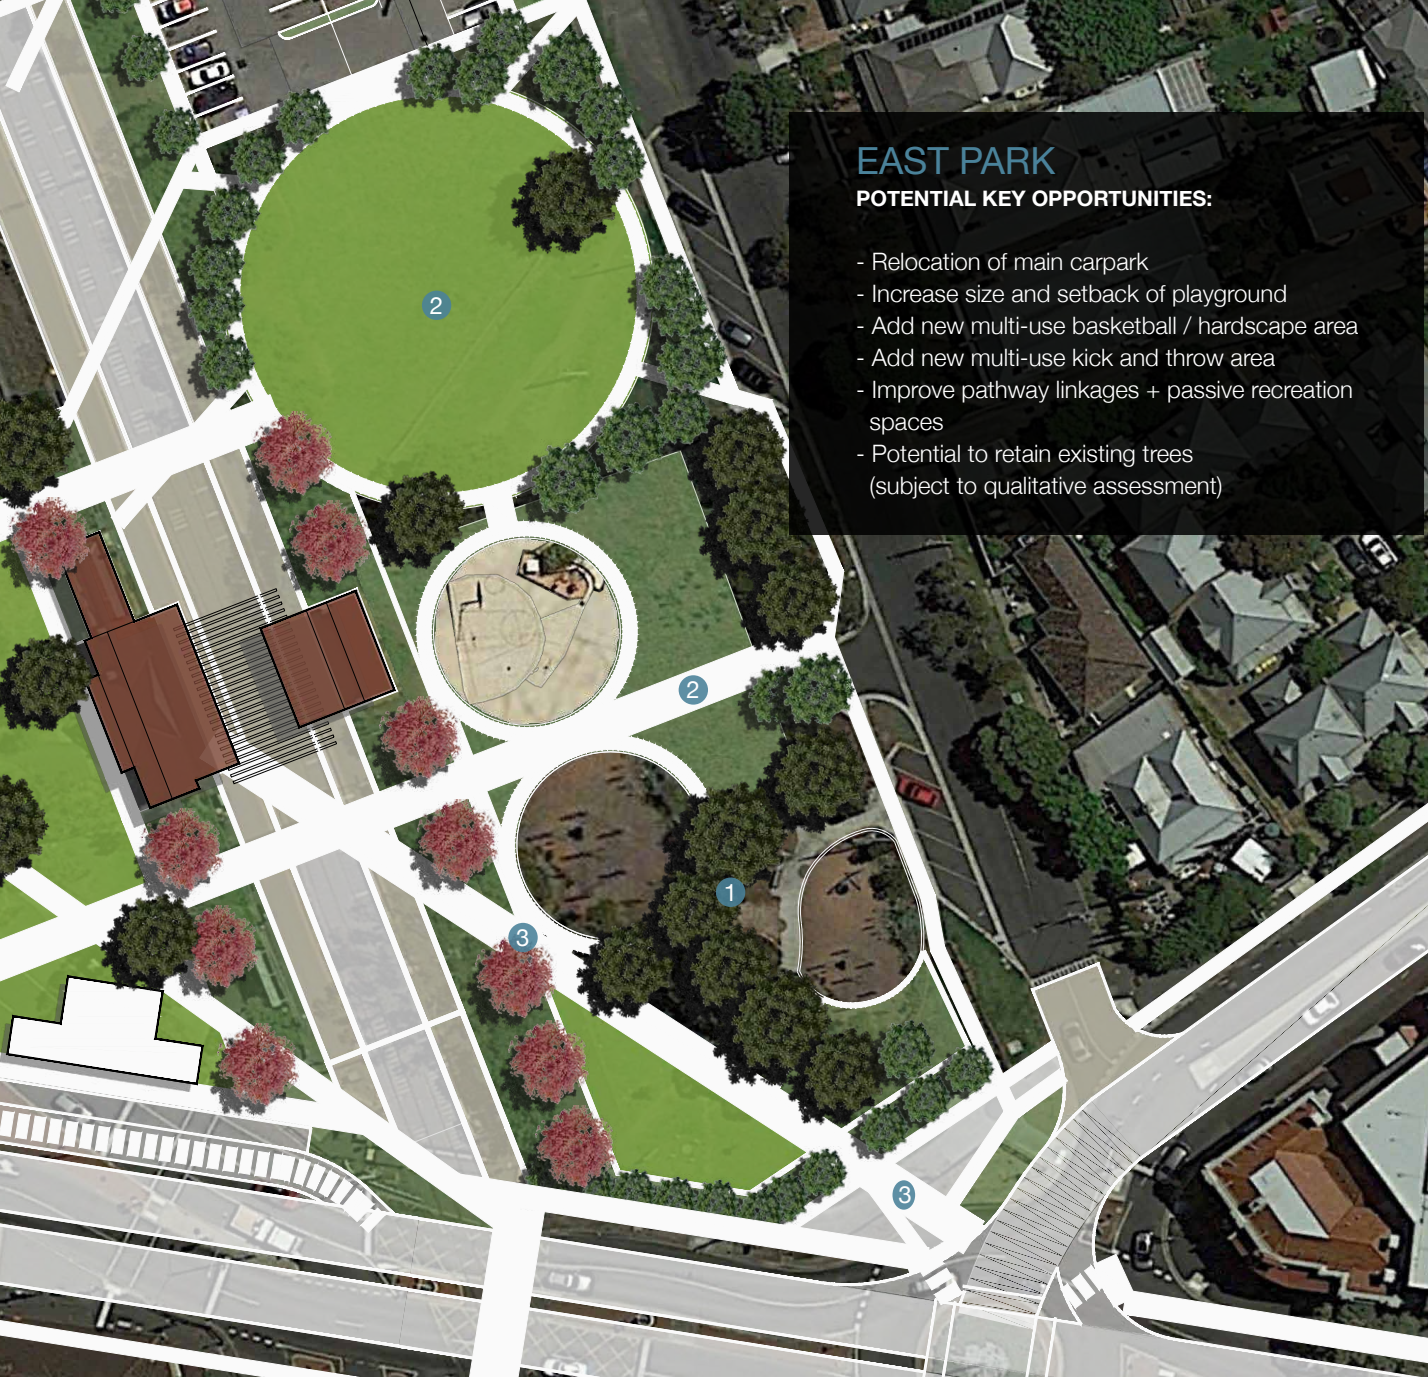 EAST PARK
POTENTIAL KEY OPPORTUNITIES:
- Relocation of main carpark
- Increase size and setback of playground
- Add new multi-use basketball / hardscape area
- Add new multi-use kick and throw area
- Improve pathway linkages + passive recreation
spaces
- Potential to retain existing trees
(subject to qualitative assessment)
2
2
1
3
3